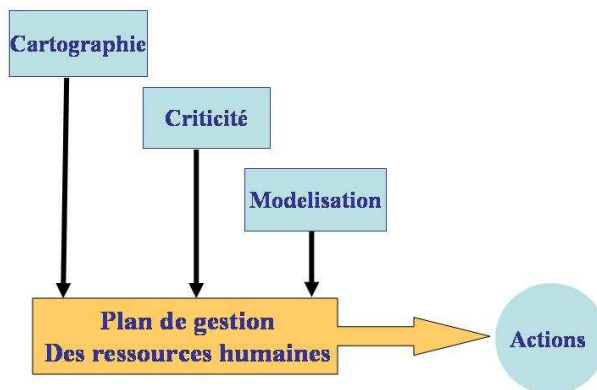 Cartographie
Criticité
Modelisation
Plan de gestion
Des ressources humaines
Actions